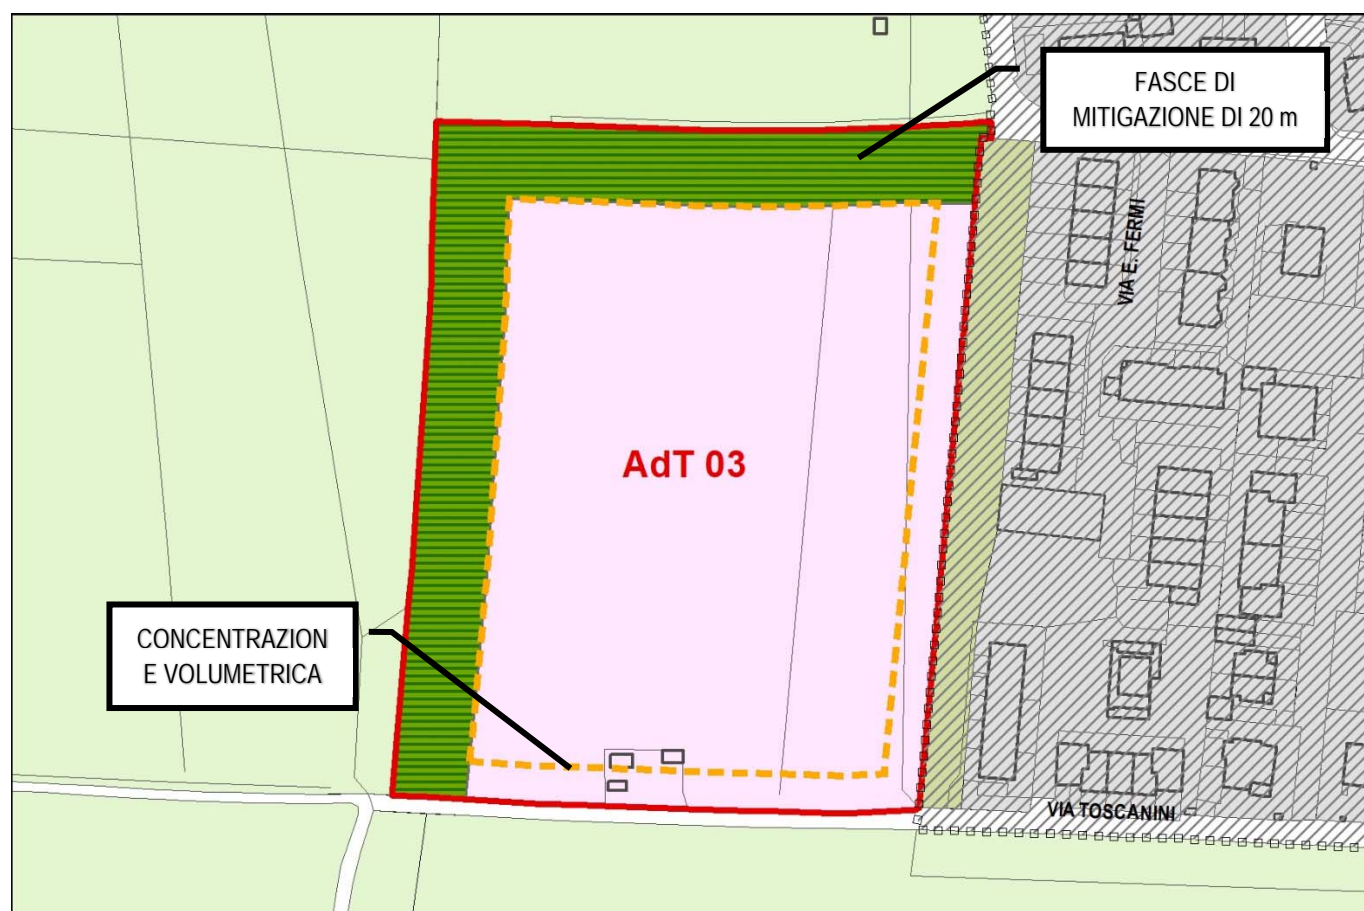 FASCE DI
MITIGAZIONE DI 20 m
VIA E. FERMI
AdT 03
CONCENTRAZION
E VOLUMETRICA
VIA TOSCANINI